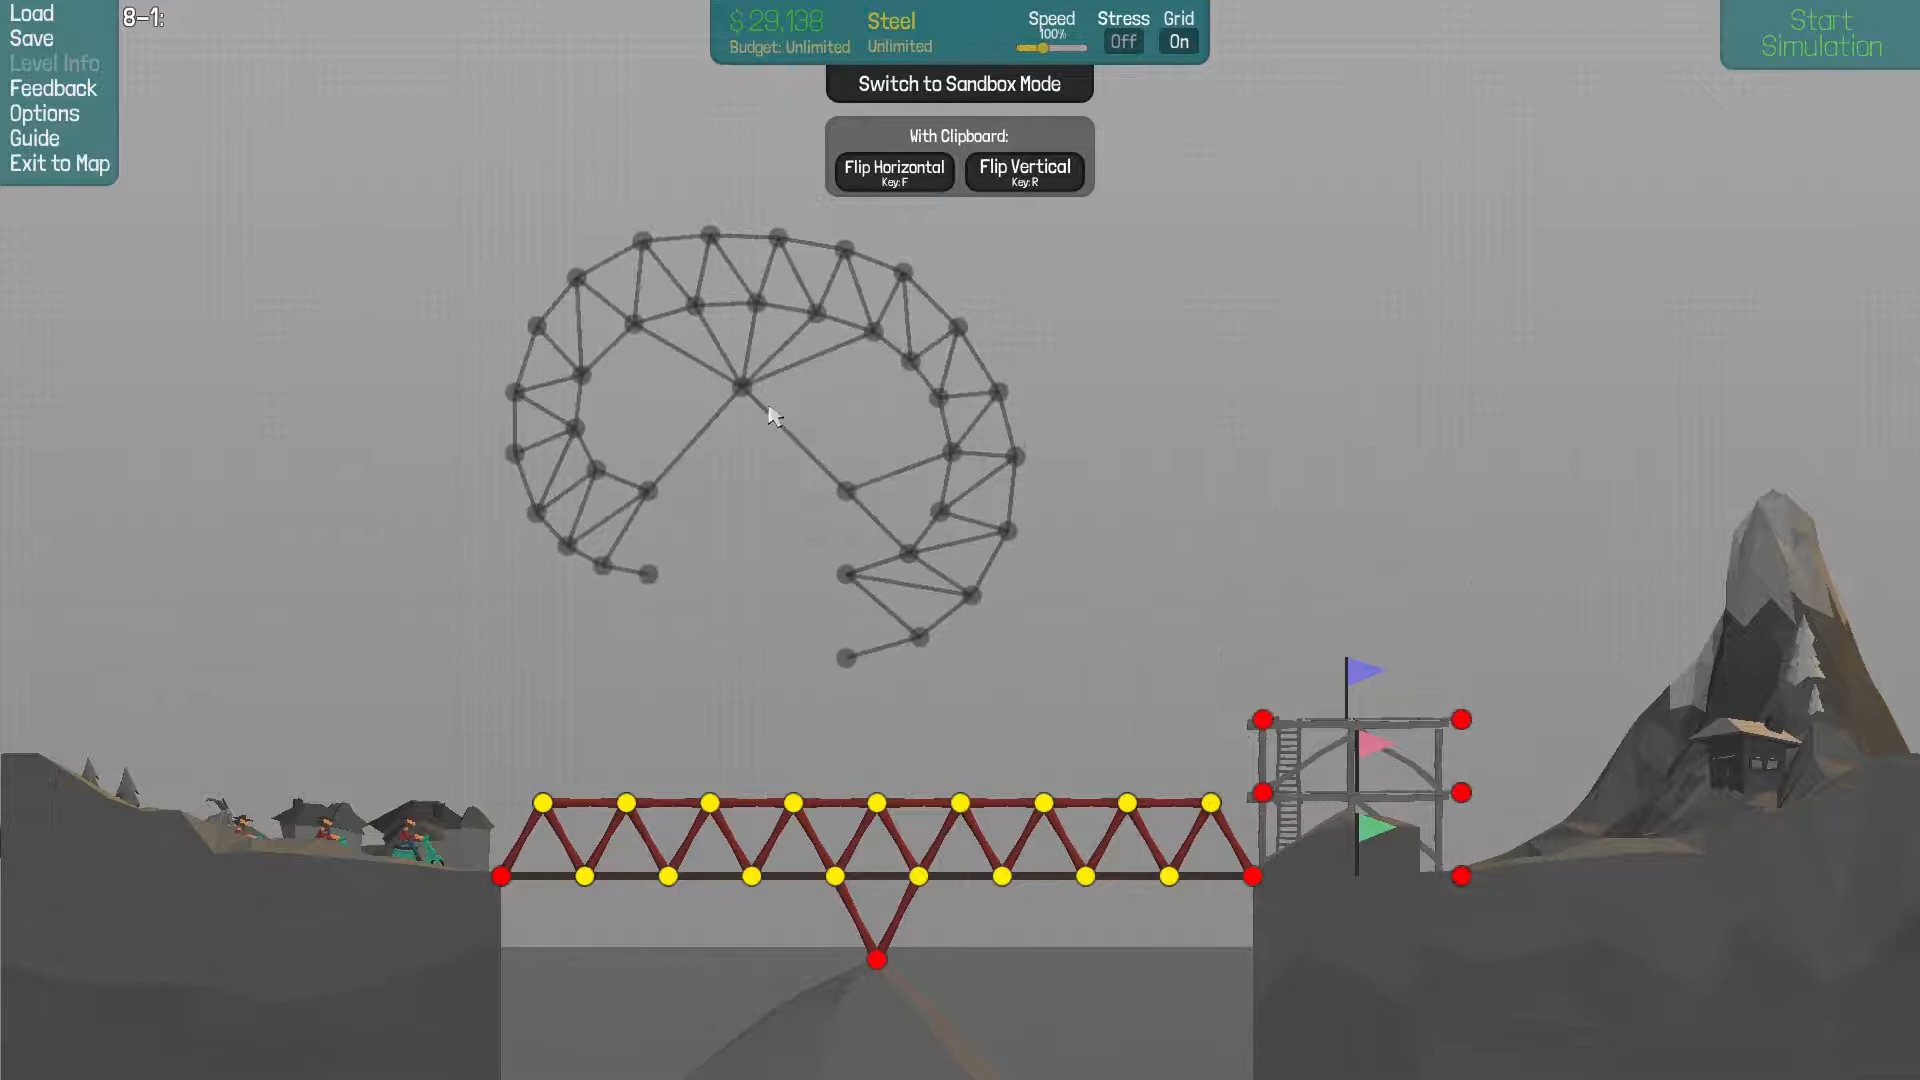 Load
Save
Level Info
Feedback
Options
Guide
Exit to Map
8-1:
$ 29,138
Budget: Unlimited
Steel
Unlimited
Speed
100%
Stress
Off
Grid
On
Start
Simulation
Switch to Sandbox Mode
With Clipboard:
Flip Horizontal
Key: F
Flip Vertical
Key: R